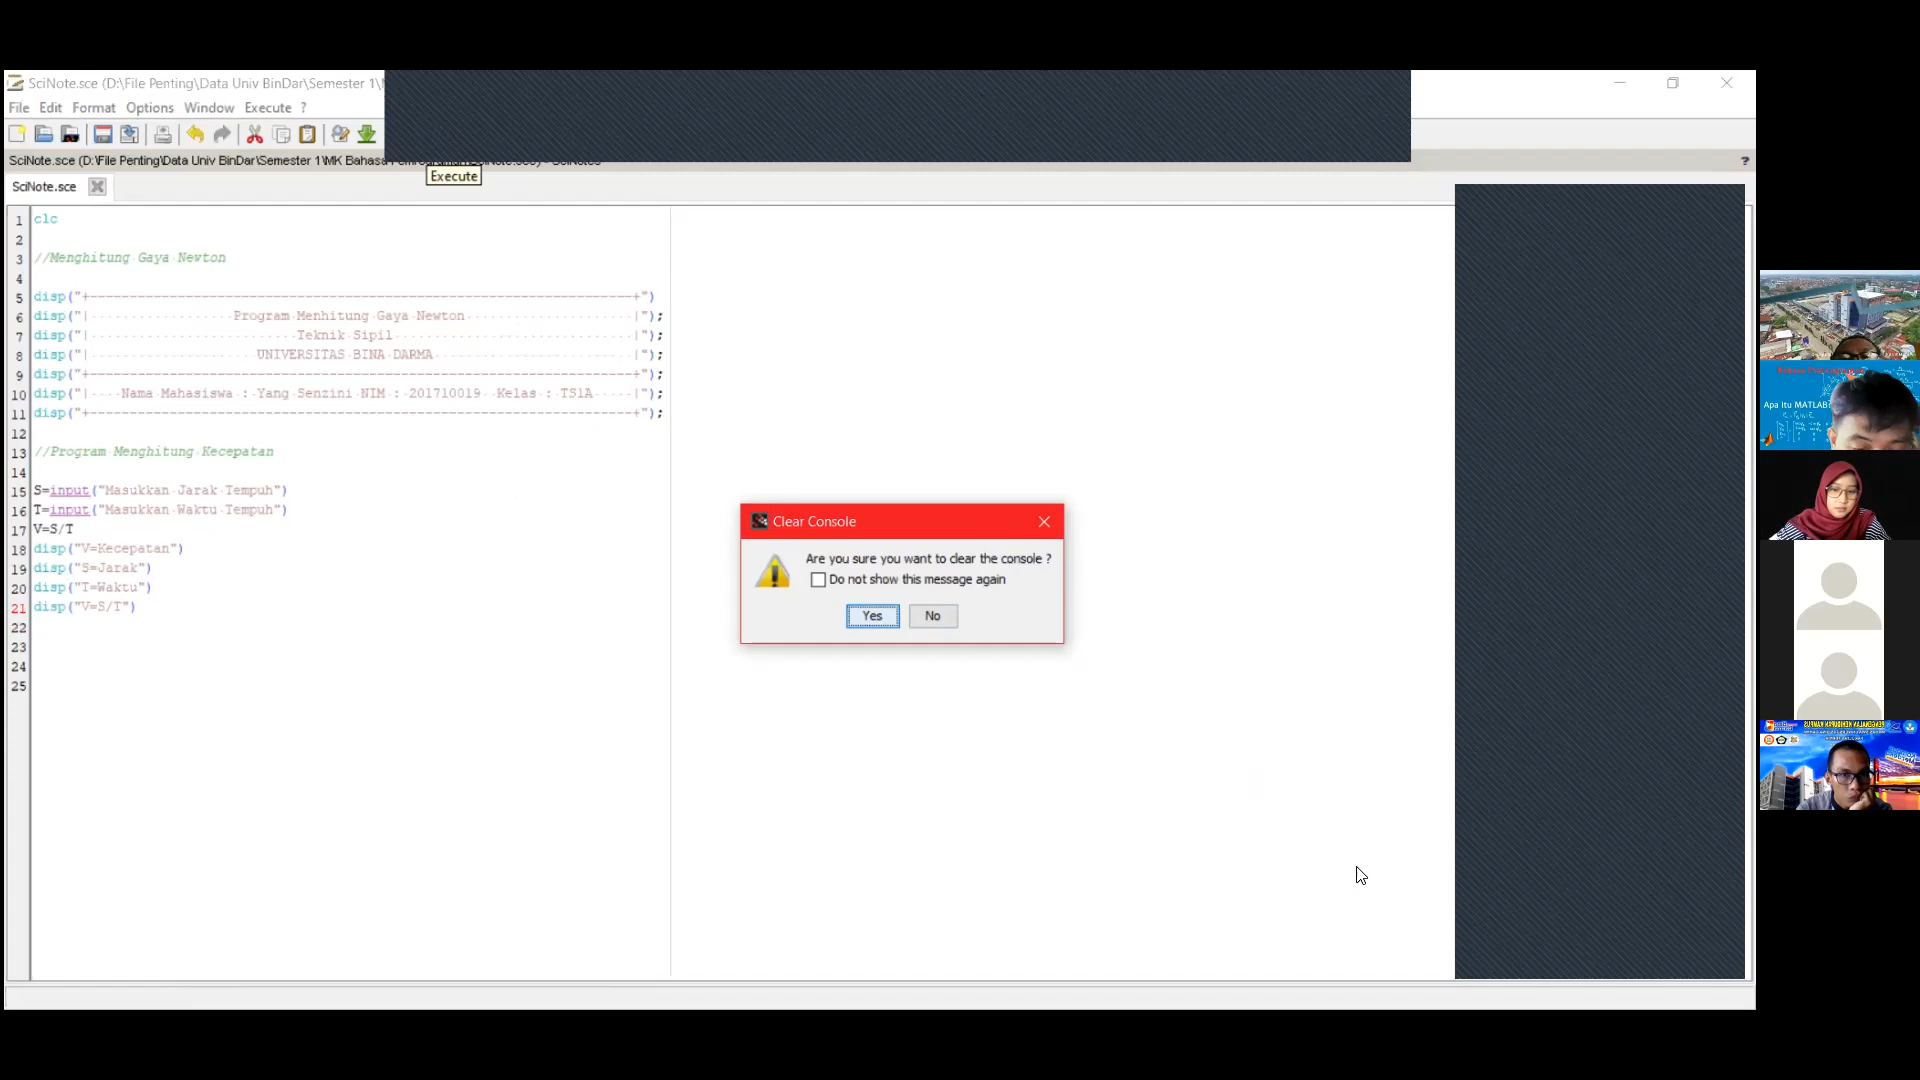 SciNote.sce (D:\File Penting\Data Univ BinDar\Semester 1\
File Edit Format Options Window Execute ?
SciNote.sce (D:\File Penting\Data Univ BinDar\Semester 1\MK Bahasa
?
Execute
SciNote.sce
1 clc
2
3 //Menghitung Gaya Newton
4
5 disp("+--------------------------------------------------------------------+")
6 disp("| Program Menhitung Gaya Newton |");
7 disp("| Teknik Sipil |");
8 disp("| UNIVERSITAS BINA DARMA |");
9 disp("+--------------------------------------------------------------------+");
10 disp("| Nama Mahasiswa : Yang Senzini NIM : 201710019 Kelas : TS1A |");
11 disp("+--------------------------------------------------------------------+");
12
13 //Program Menghitung Kecepatan
14
15 S=input("Masukkan Jarak Tempuh")
16 T=input("Masukkan Waktu Tempuh")
17 V=S/T
18 disp("V=Kecepatan")
19 disp("S=Jarak")
20 disp("T=Waktu")
21 disp("V=S/T")
22
23
24
25
Clear Console
Are you sure you want to clear the console ?
Do not show this message again
Yes No
Apa Itu MATLAB
PENGENALAN KEHIDUPAN KAMPUS